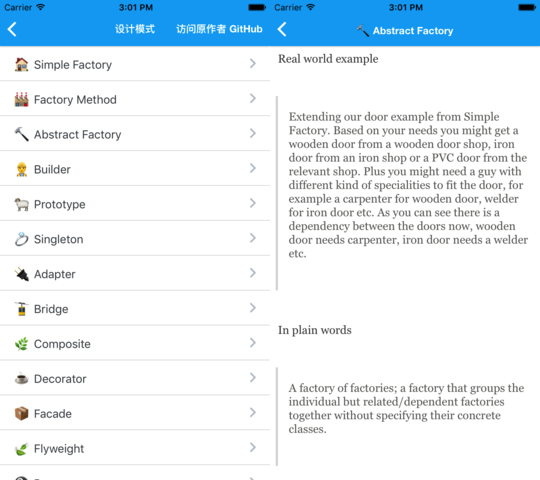 Carrier 3:01 PM
设计模式 访问原作者 GitHub
Simple Factory
Factory Method
Abstract Factory
Builder
Prototype
Singleton
Adapter
Bridge
Composite
Decorator
Facade
Flyweight
Carrier 3:01 PM
Abstract Factory
Real world example
Extending our door example from Simple
Factory. Based on your needs you might get a
wooden door from a wooden door shop, iron
door from an iron shop or a PVC door from the
relevant shop. Plus you might need a guy with
different kind of specialities to fit the door, for
example a carpenter for wooden door, welder
for iron door etc. As you can see there is a
dependency between the doors now, wooden
door needs carpenter, iron door needs a welder
etc.
In plain words
A factory of factories; a factory that groups the
individual but related/dependent factories
together without specifying their concrete
classes.